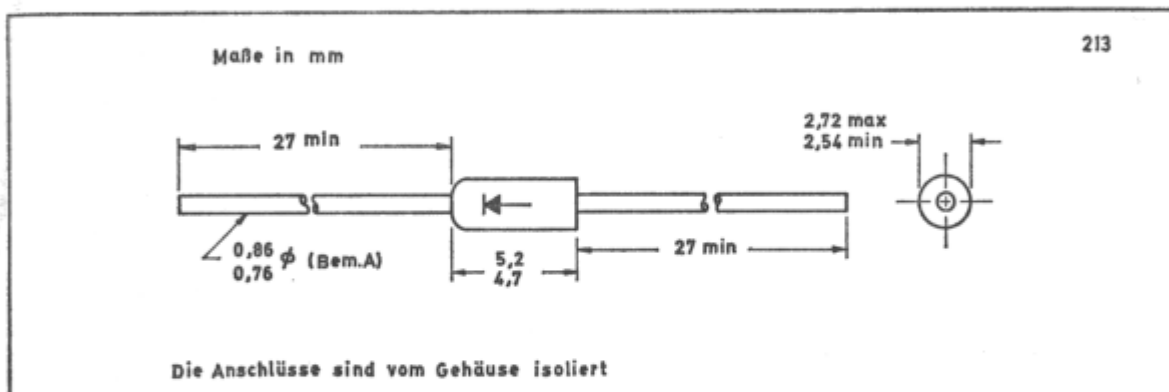 Maße in mm
213
27 min
2,72 max
2,54 min
0,86
0,76 ϕ (Bem.A)
5,2
4,7
27 min
Die Anschlüsse sind vom Gehäuse isoliert